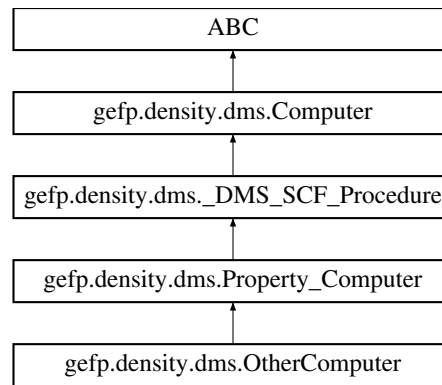 ABC
gefp.density.dms.Computer
gefp.density.dms._DMS_SCF_Procedure
gefp.density.dms.Property_Computer
gefp.density.dms.OtherComputer